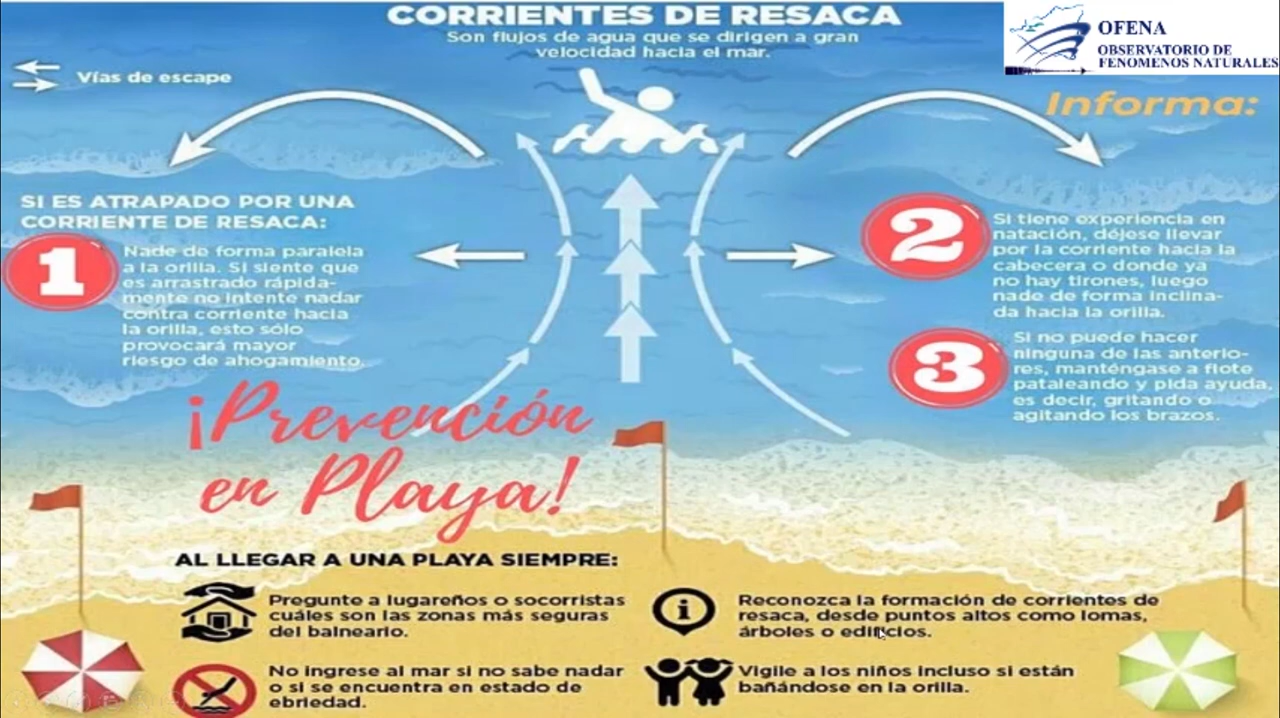 CORRIENTES DE RESACA
Son flujos de agua que se dirigen a gran
velocidad hacia el mar.
OFENA
OBSERVATORIO DE
FENOMENOS NATURALES
Informa:
Vías de escape
SI ES ATRAPADO POR UNA
CORRIENTE DE RESACA:
1
Nade de forma paralela
a la orilla. Si siente que
es arrastrado rápida-
mente no intente nadar
contra corriente hacia
la orilla, esto sólo
provocará mayor
riesgo de ahogamiento.
2
Si tiene experiencia en
natación, déjese llevar
por la corriente hacia la
cabecera o donde ya
no hay tirones, luego
nade de forma inclina-
da hacia la orilla.
3
Si no puede hacer
ninguna de las anterio-
res, manténgase a flote
pataleando y pida ayuda,
es decir, gritando o
agitando los brazos.
¡Prevención
en Playa!
AL LLEGAR A UNA PLAYA SIEMPRE:
Pregunte a lugareños o socorristas
cuáles son las zonas más seguras
del balneario.
No ingrese al mar si no sabe nadar
o si se encuentra en estado de
ebriedad.
Reconozca la formación de corrientes de
resaca, desde puntos altos como lomas,
árboles o edificios.
Vigile a los niños incluso si están
bañándose en la orilla.